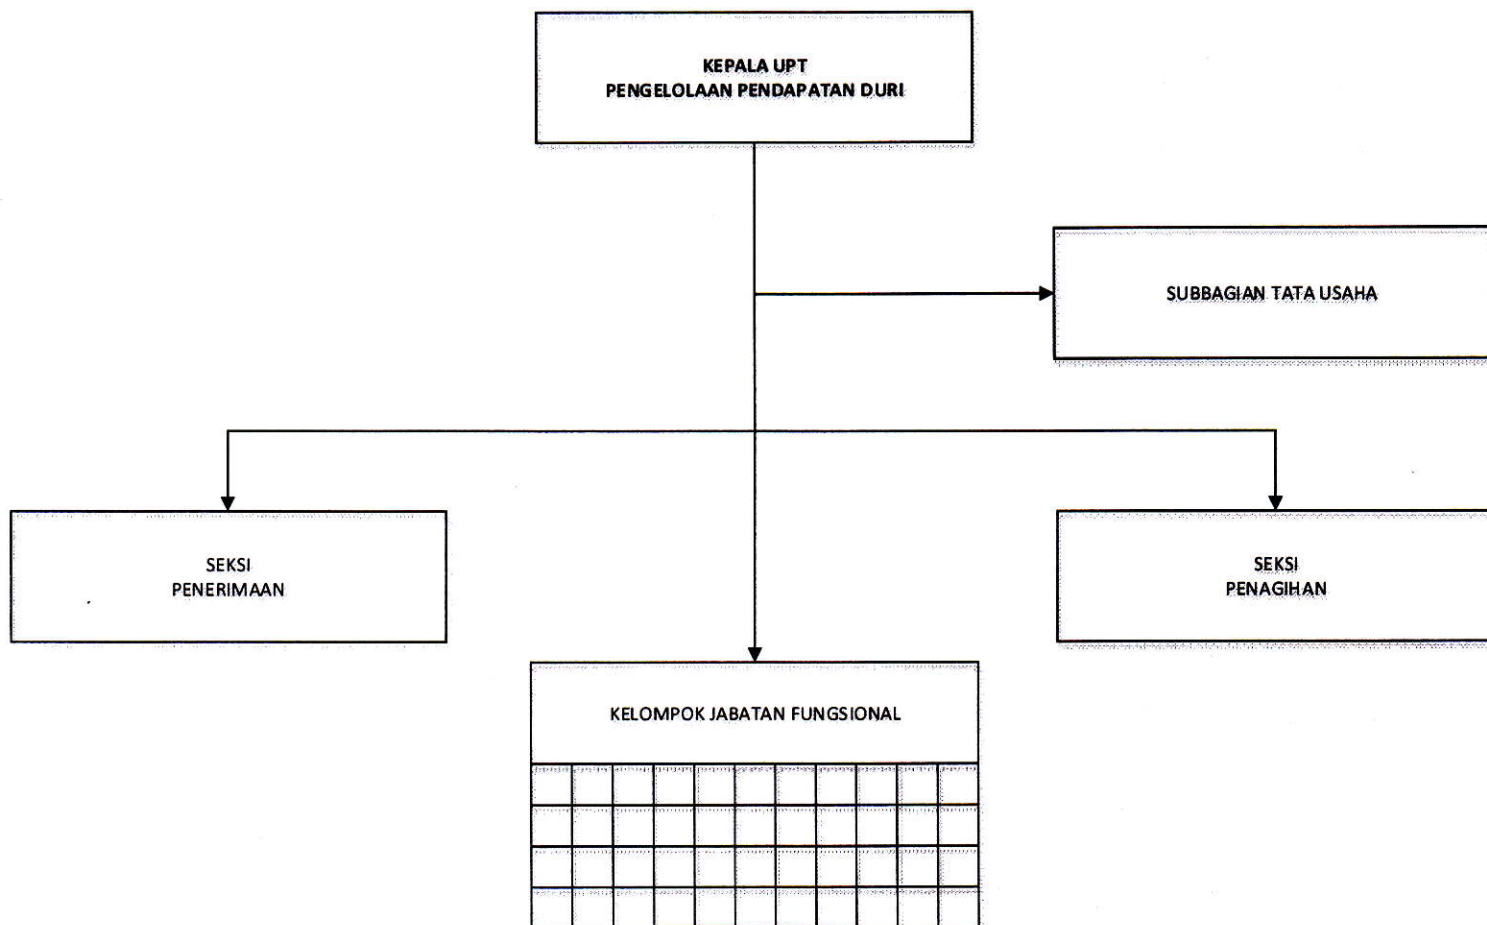 KEPALA UPT
PENGELOLAAN PENDAPATAN DURI
SUBBAGIAN TATA USAHA
SEKSI
PENERIMAAN
SEKSI
PENAGIHAN
KELOMPOK JABATAN FUNGSIONAL